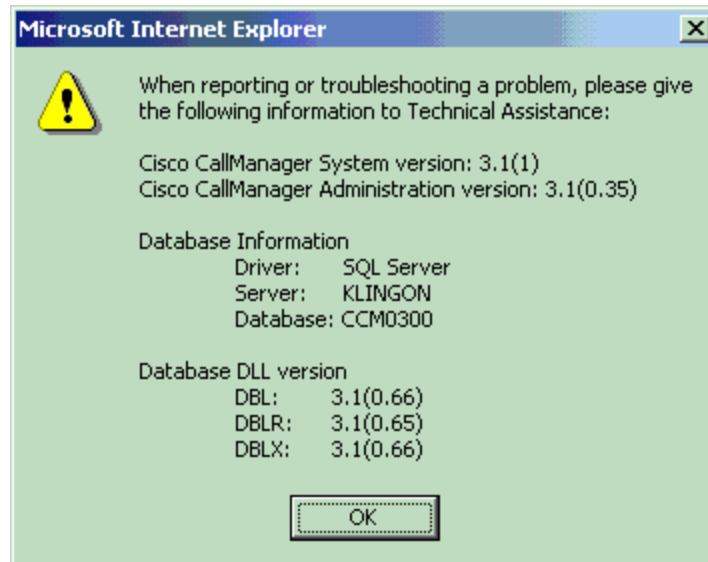 Microsoft Internet Explorer
When reporting or troubleshooting a problem, please give
the following information to Technical Assistance:
Cisco CallManager System version: 3.1(1)
Cisco CallManager Administration version: 3.1(0.35)
Database Information
Driver: SQL Server
Server: KLINGON
Database: CCM0300
Database DLL version
DBL: 3.1(0.66)
DBLR: 3.1(0.65)
DBLX: 3.1(0.66)
OK